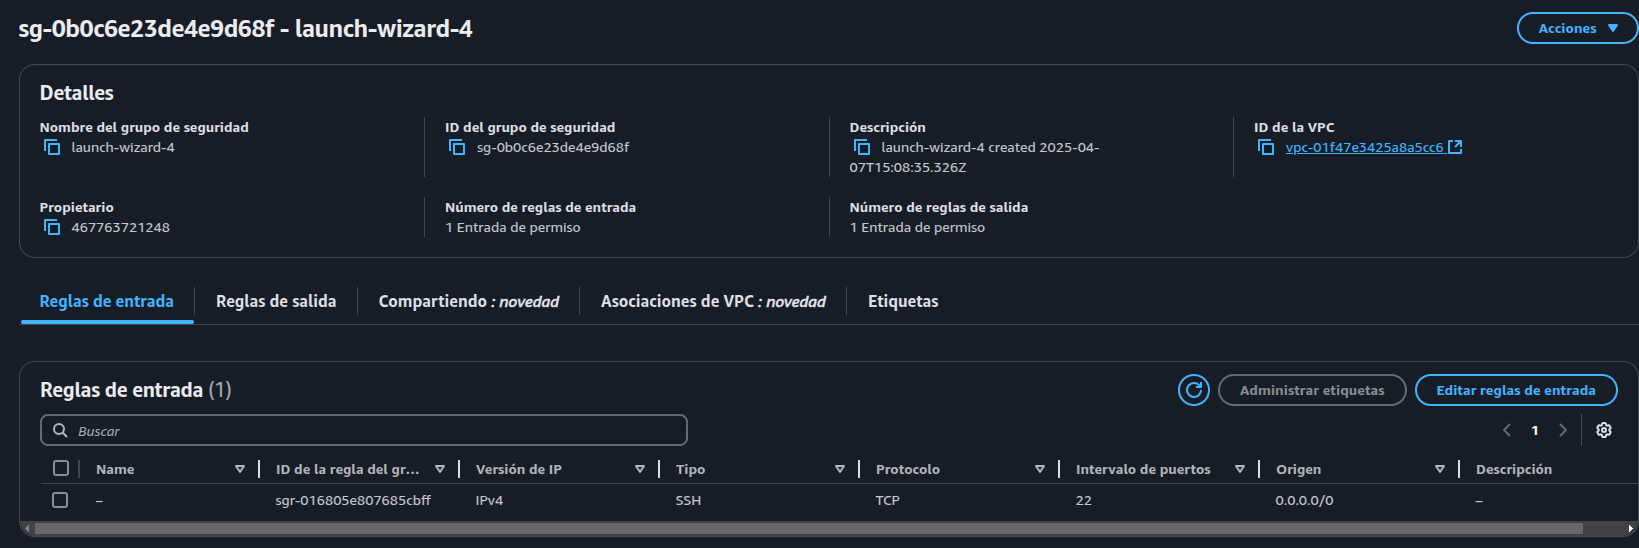 sg-0b0c6e23de4e9d68f - launch-wizard-4
Acciones
Detalles
Nombre del grupo de seguridad
launch-wizard-4
ID del grupo de seguridad
sg-0b0c6e23de4e9d68f
Descripción
launch-wizard-4 created 2025-04-
07T15:08:35.326Z
ID de la VPC
vpc-01f47e3425a8a5cc6
Propietario
467763721248
Número de reglas de entrada
1 Entrada de permiso
Número de reglas de salida
1 Entrada de permiso
Reglas de entrada
Reglas de salida
Compartiendo : novedad
Asociaciones de VPC : novedad
Etiquetas
Reglas de entrada (1)
Administrar etiquetas
Editar reglas de entrada
Buscar
1
Name ID de la regla del gr... Versión de IP Tipo Protocolo Intervalo de puertos Origen Descripción
– sgr-016805e807685cbff IPv4 SSH TCP 22 0.0.0.0/0 –